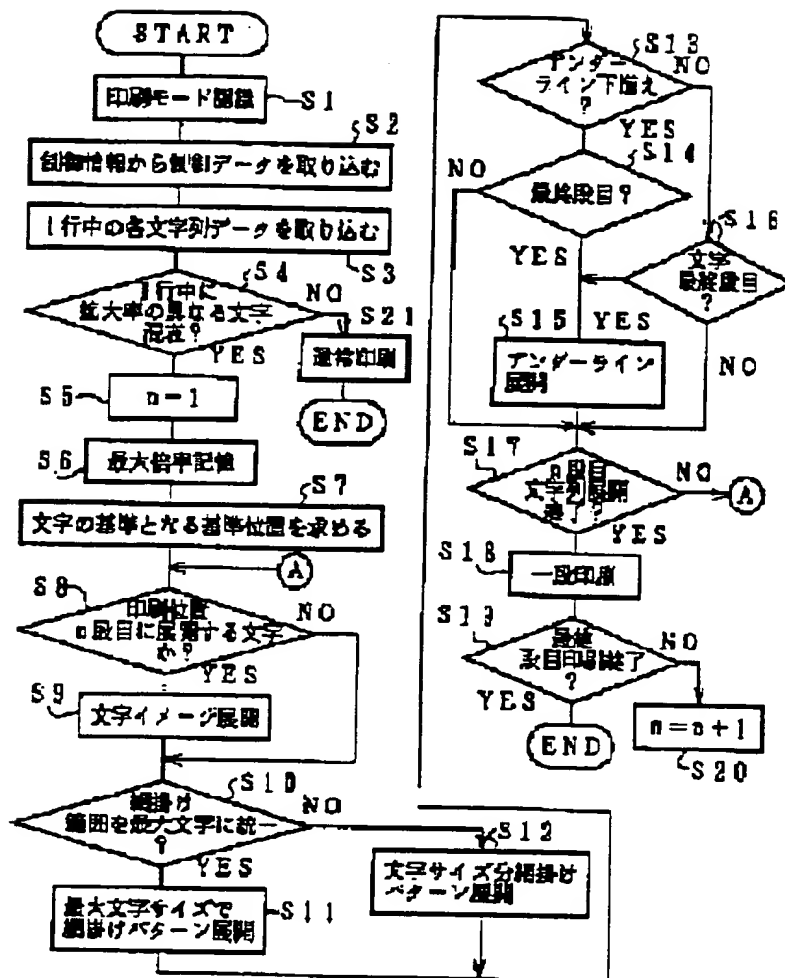 START
印刷モード認識
S1
S2
制御情報から制御データを取り込む
1行中の各文字列データを取り込む
S3
S4
1行中に
拡大率の異なる文字
混在?
NO
S21
YES
通常印刷
END
S5
n=1
S6
最大倍率記憶
S7
文字の基準となる基準位置を求める
A
S8
印刷位置
n段目に展開する文字
か?
NO
YES
S9
文字イメージ展開
S10
網掛け
範囲を最大文字に統一
?
NO
YES
S12
文字サイズ分網掛け
パターン展開
最大文字サイズで
網掛けパターン展開
S11
S13
アンダー
ライン下揃え
?
NO
YES
S14
NO
最終段目?
S16
文字
最終段目
?
YES
S15
YES
アンダーライン
展開
NO
S17
n段目
文字列展開
?
NO
A
YES
S18
一段印刷
S19
最終
段目印刷終了
?
NO
YES
END
n=n+1
S20